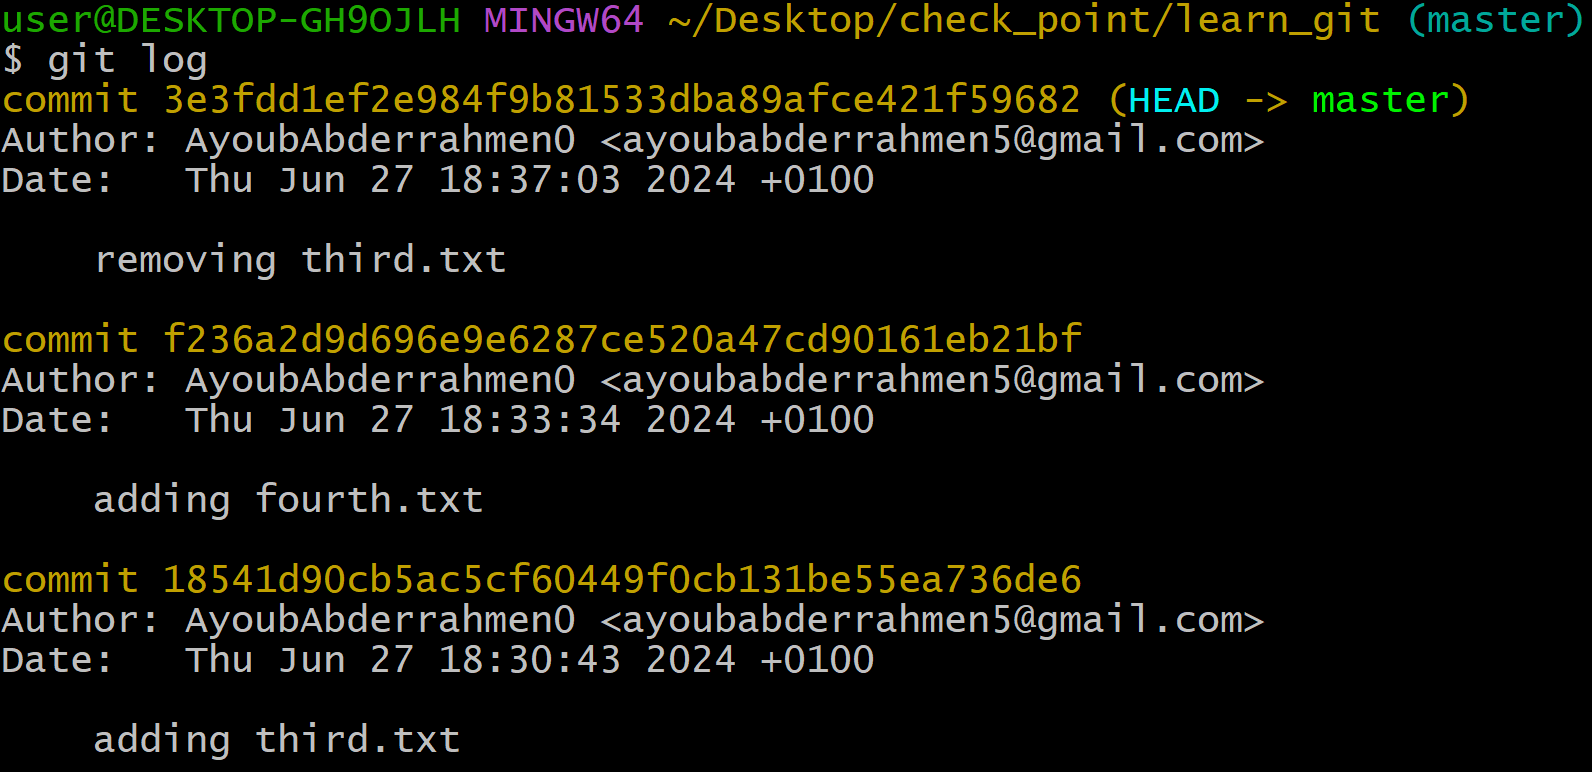 user@DESKTOP-GH9OJLH MINGW64 ~/Desktop/check_point/learn_git (master)
$ git log
commit 3e3fdd1ef2e984f9b81533dba89afce421f59682 (HEAD -> master)
Author: AyoubAbderrahmen0 <ayoubabderrahmen5@gmail.com>
Date:   Thu Jun 27 18:37:03 2024 +0100
    removing third.txt
commit f236a2d9d696e9e6287ce520a47cd90161eb21bf
Author: AyoubAbderrahmen0 <ayoubabderrahmen5@gmail.com>
Date:   Thu Jun 27 18:33:34 2024 +0100
    adding fourth.txt
commit 18541d90cb5ac5cf60449f0cb131be55ea736de6
Author: AyoubAbderrahmen0 <ayoubabderrahmen5@gmail.com>
Date:   Thu Jun 27 18:30:43 2024 +0100
    adding third.txt